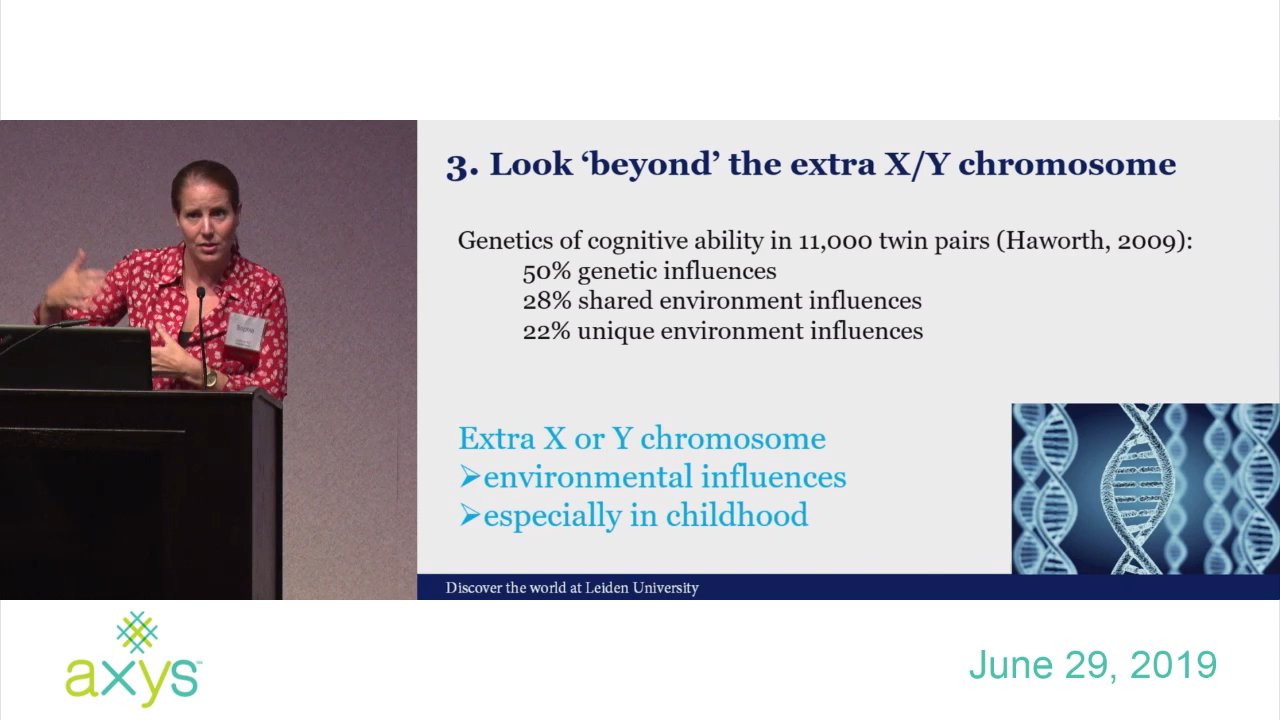 3. Look ‘beyond’ the extra X/Y chromosome
Genetics of cognitive ability in 11,000 twin pairs (Haworth, 2009):
50% genetic influences
28% shared environment influences
22% unique environment influences
Extra X or Y chromosome
➢environmental influences
➢especially in childhood
Discover the world at Leiden University
Sophie
axys
June 29, 2019